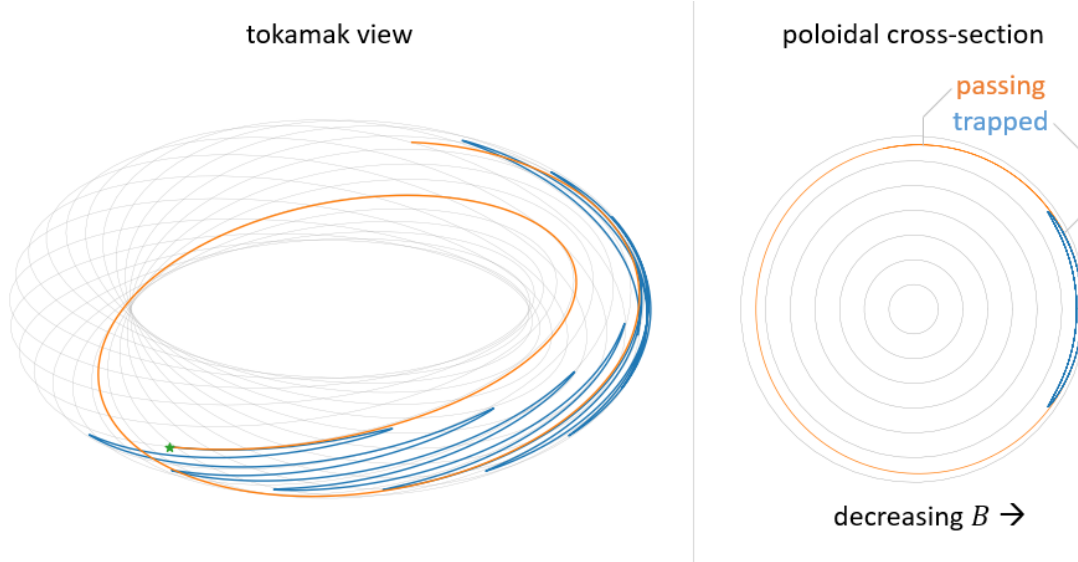 tokamak view
poloidal cross-section
passing
trapped
decreasing B →